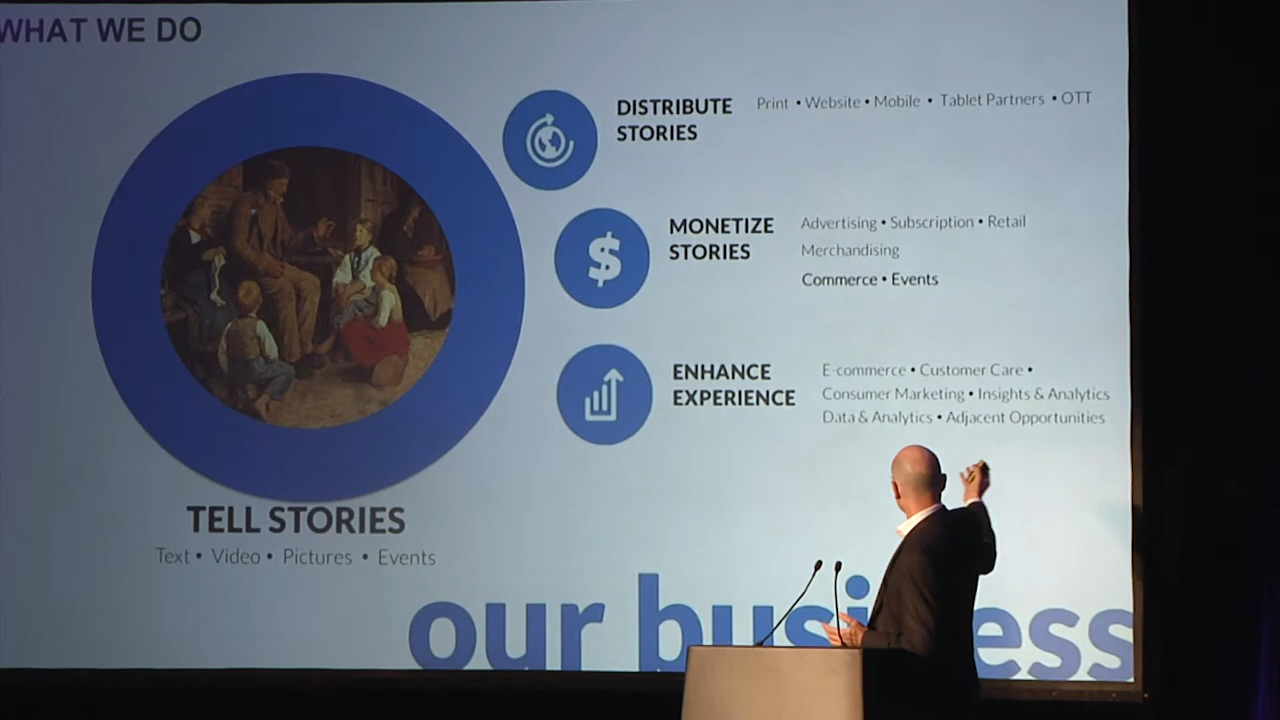 WHAT WE DO
DISTRIBUTE
STORIES
Print • Website • Mobile • Tablet Partners • OTT
MONETIZE
STORIES
Advertising • Subscription • Retail
Merchandising
Commerce • Events
ENHANCE
EXPERIENCE
E-commerce • Customer Care •
Consumer Marketing • Insights & Analytics
Data & Analytics • Adjacent Opportunities
TELL STORIES
Text • Video • Pictures • Events
our business